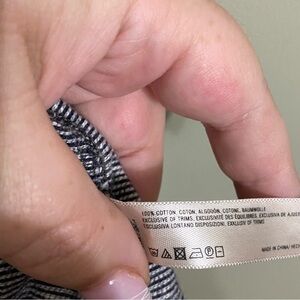 100% COTTON, COTON, ALGODÓN, COTONE, BAUMWOLLE
EXCLUSIVE OF TRIMS, EXCLUSIVITÉ DES ÉQUILIBRES, EXCLUSIVA DE
ESCLUSIVA LONTANO DISPOSIZIONI, EXKLUSIV OF TRIMS
MADE IN CHINA/